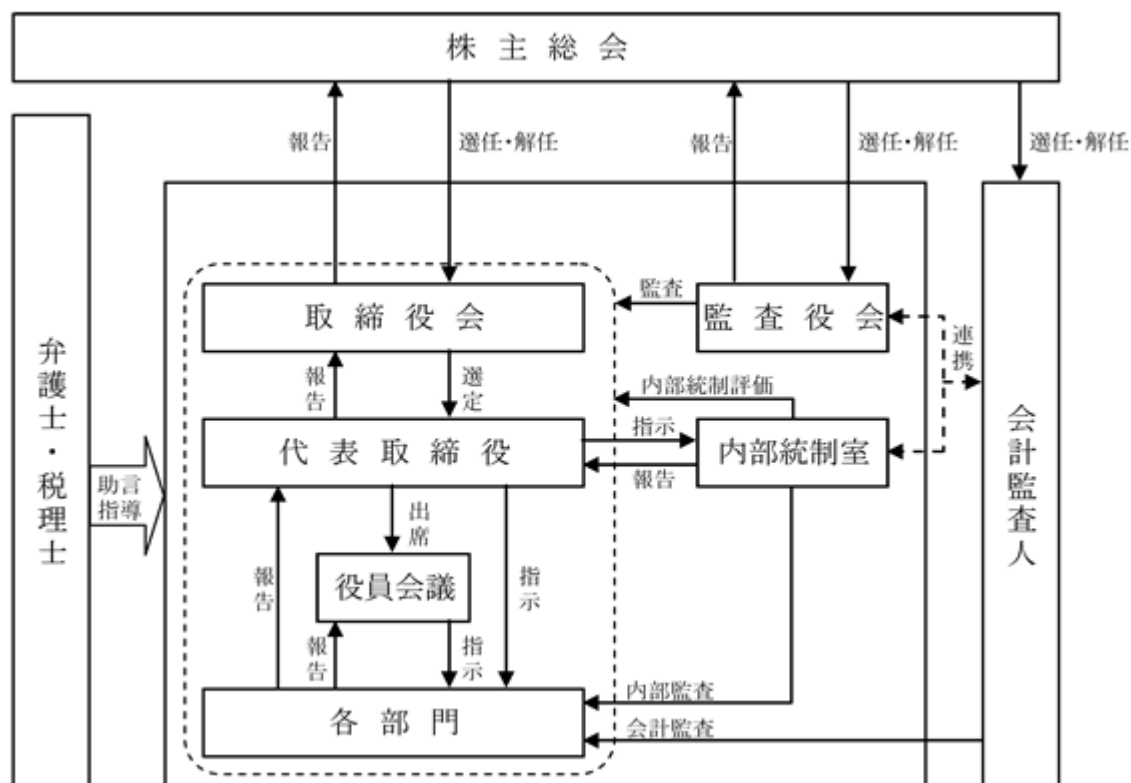 株主総会
報告
選任・解任
報告
選任・解任
選任・解任
弁護士・税理士
助言
指導
取締役会
監査
監査役会
連携
会計監査人
報告
選定
内部統制評価
代表取締役
指示
報告
内部統制室
出席
役員会議
報告
指示
報告
指示
内部監査
会計監査
各部門